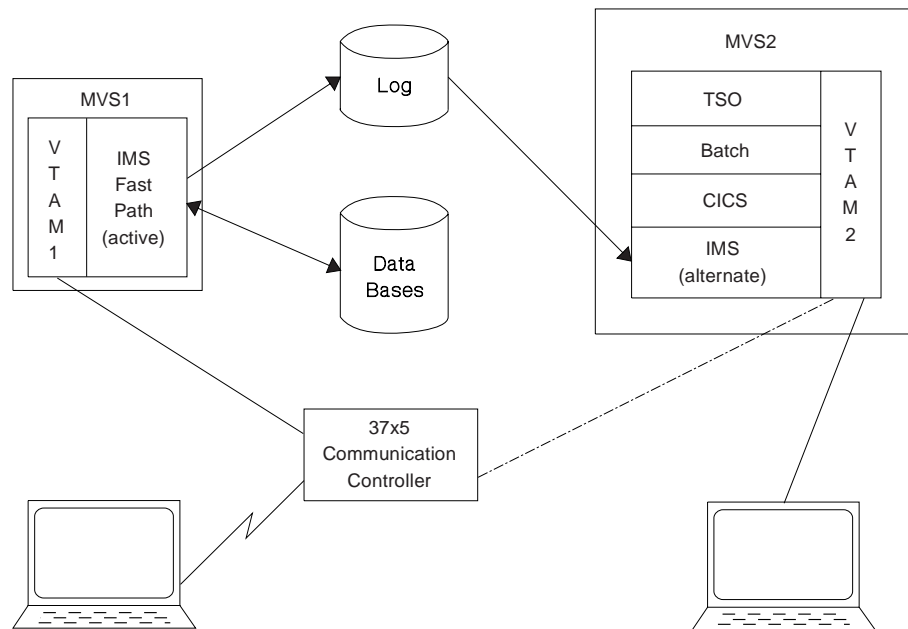 MVS1
V
T
A
M
1
IMS
Fast
Path
(active)
Log
Data
Bases
MVS2
TSO
Batch
CICS
IMS
(alternate)
V
T
A
M
2
37x5
Communication
Controller